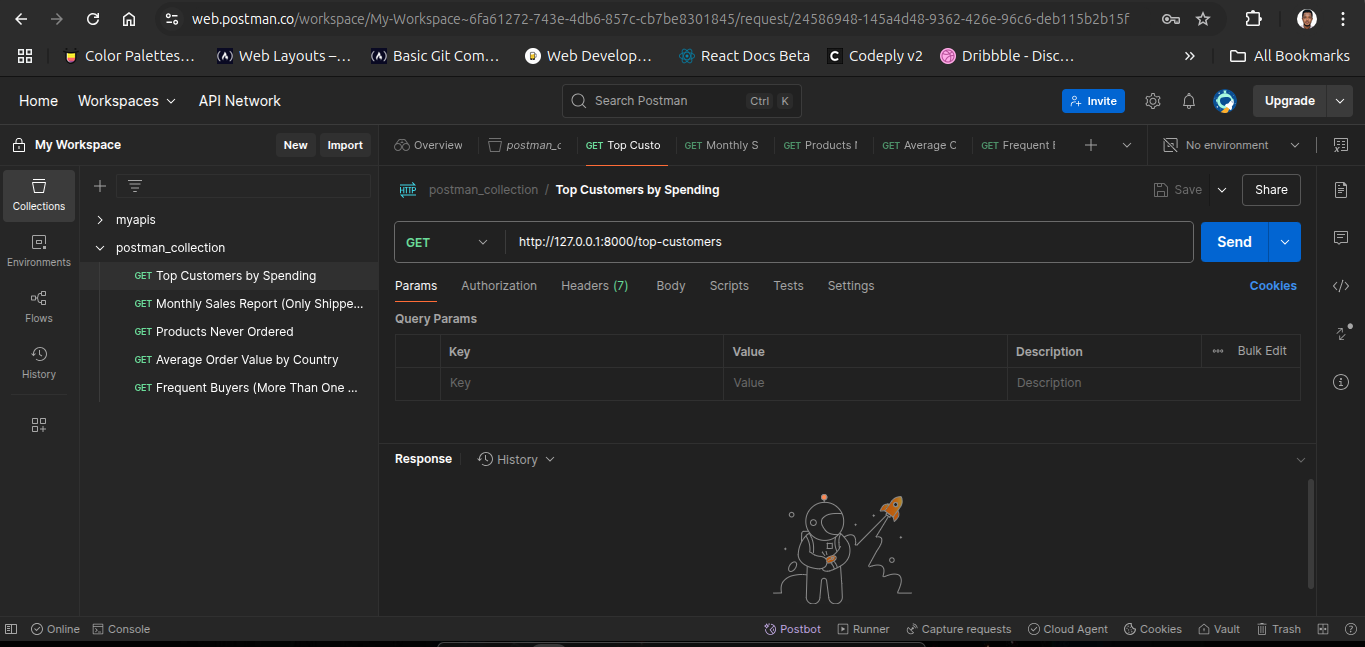 web.postman.co/workspace/My-Workspace~6fa61272-743e-4db6-857c-cb7be8301845/request/24586948-145a4d48-9362-426e-96c6-deb115b2b15f
Color Palettes... Web Layouts –... Basic Git Com... Web Develop... React Docs Beta Codeply v2 Dribbble - Disc... » All Bookmarks
Home Workspaces API Network Search Postman Ctrl K Invite Upgrade
My Workspace New Import Overview postman_c GET Top Custo GET Monthly S GET Products GET Average C GET Frequent No environment
Collections
Environments
Flows
History
myapis
postman_collection
GET Top Customers by Spending
GET Monthly Sales Report (Only Shippe...
GET Products Never Ordered
GET Average Order Value by Country
GET Frequent Buyers (More Than One ...
HTTP postman_collection / Top Customers by Spending Save Share
GET http://127.0.0.1:8000/top-customers Send
Params Authorization Headers (7) Body Scripts Tests Settings Cookies
Query Params
Key Value Description Bulk Edit
Key Value Description
Response History
Online Console Postbot Runner Capture requests Cloud Agent Cookies Vault Trash